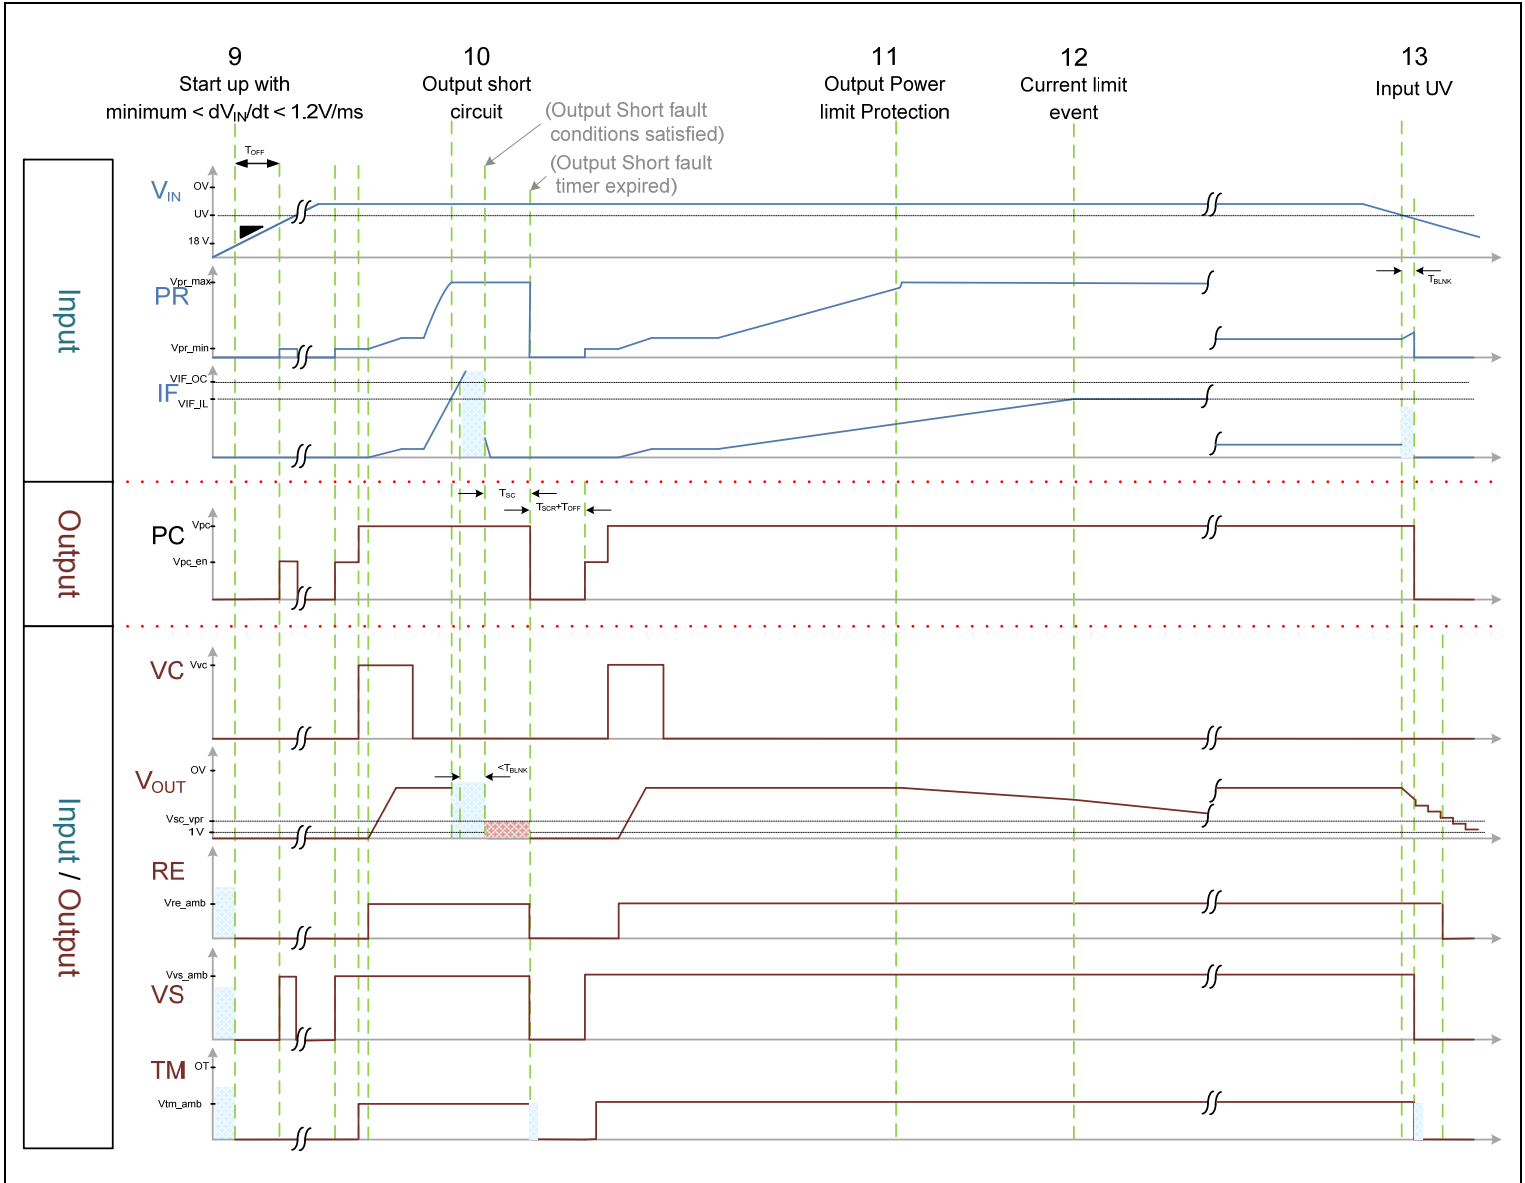 9
Start up with
minimum < dVIN/dt < 1.2V/ms
10
Output short
circuit
(Output Short fault
conditions satisfied)
(Output Short fault
timer expired)
11
Output Power
limit Protection
12
Current limit
event
13
Input UV
TOFF
Input
VIN
OV
UV
18 V
PR
Vpr_max
Vpr_min
TBLNK
IF
VIF_OC
VIF_IL
Output
TSC
TSCR+TOFF
PC
Vpc
Vpc_en
Input / Output
VC
Vvc
VOUT
OV
<TBLNK
Vsc_vpr
1 V
RE
Vre_amb
VS
Vvs_amb
TM
OT
Vtm_amb